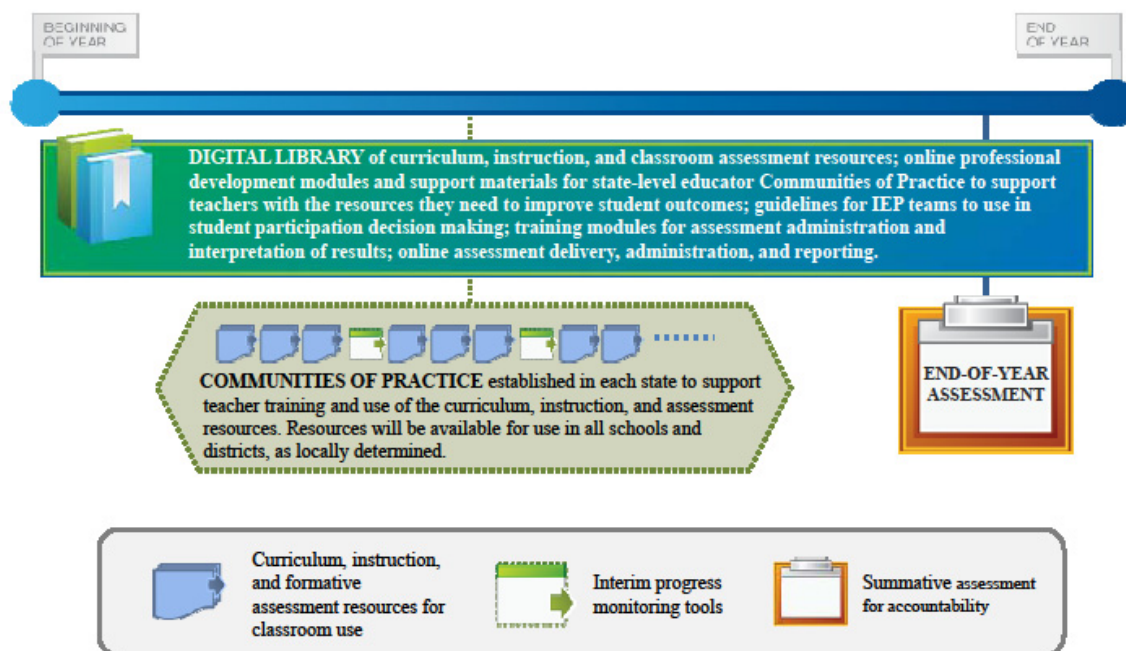 BEGINNING
OF YEAR
END
OF YEAR
DIGITAL LIBRARY of curriculum, instruction, and classroom assessment resources; online professional
development modules and support materials for state-level educator Communities of Practice to support
teachers with the resources they need to improve student outcomes; guidelines for IEP teams to use in
student participation decision making; training modules for assessment administration and
interpretation of results; online assessment delivery, administration, and reporting.
COMMUNITIES OF PRACTICE established in each state to support
teacher training and use of the curriculum, instruction, and assessment
resources. Resources will be available for use in all schools and
districts, as locally determined.
END-OF-YEAR
ASSESSMENT
Curriculum, instruction,
and formative
assessment resources for
classroom use
Interim progress
monitoring tools
Summative assessment
for accountability